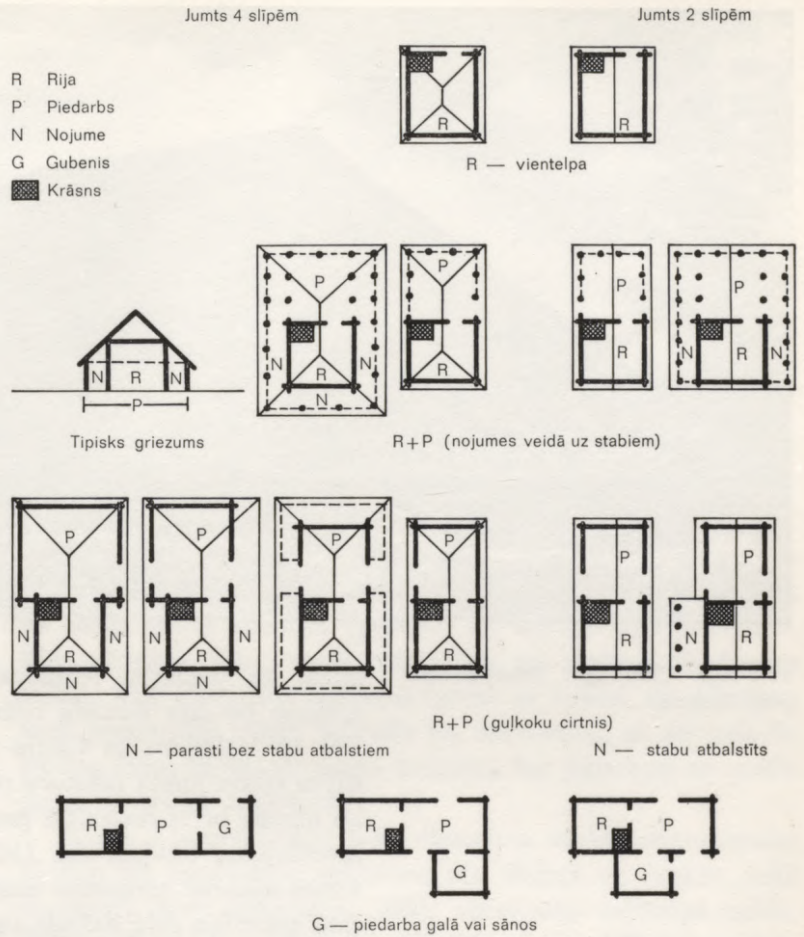 Jumts 4 slīpēm
Jumts 2 slīpēm
R Rija
P Piedarbs
N Nojume
G Gubenis
Krāsns
R R
R — vientelpa
P P P P
N R N N R N R R N R N
N
P
Tipisks griezums
R+P (nojumes veidā uz stabiem)
P P P P P P
N R N N R N R R R N R
N N
R+P (guļkoku cirtnis)
N — parasti bez stabu atbalstiem
N — stabu atbalstīts
R P G R P R P
G G
G — piedarba galā vai sānos